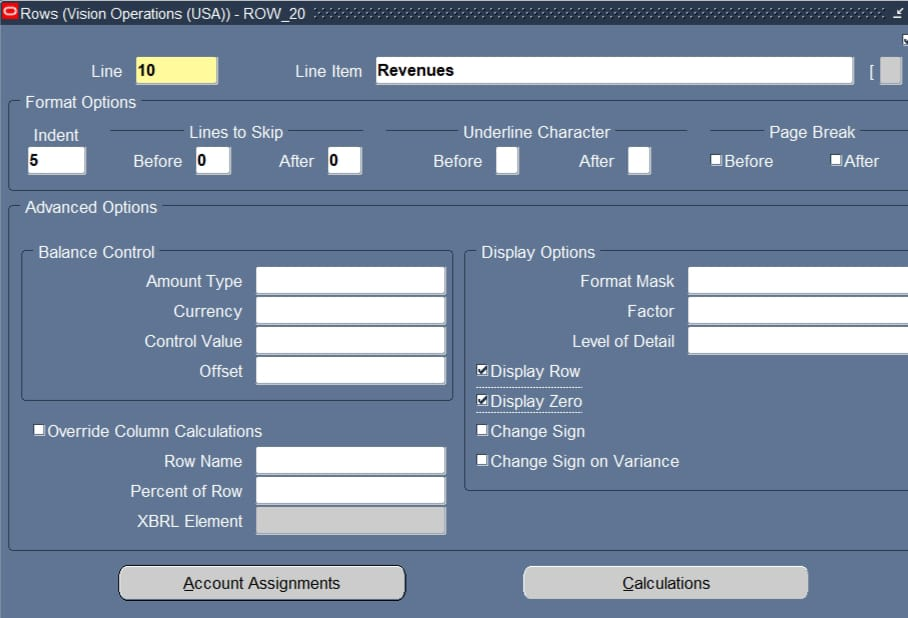 Rows (Vision Operations (USA)) - ROW_20
Line 10 Line Item Revenues [
Format Options
Indent Lines to Skip Underline Character Page Break
5 Before 0 After 0 Before After Before After
Advanced Options
Balance Control Display Options
Amount Type Format Mask
Currency Factor
Control Value Level of Detail
Offset Display Row
Display Zero
Override Column Calculations Change Sign
Row Name Change Sign on Variance
Percent of Row
XBRL Element
Account Assignments Calculations